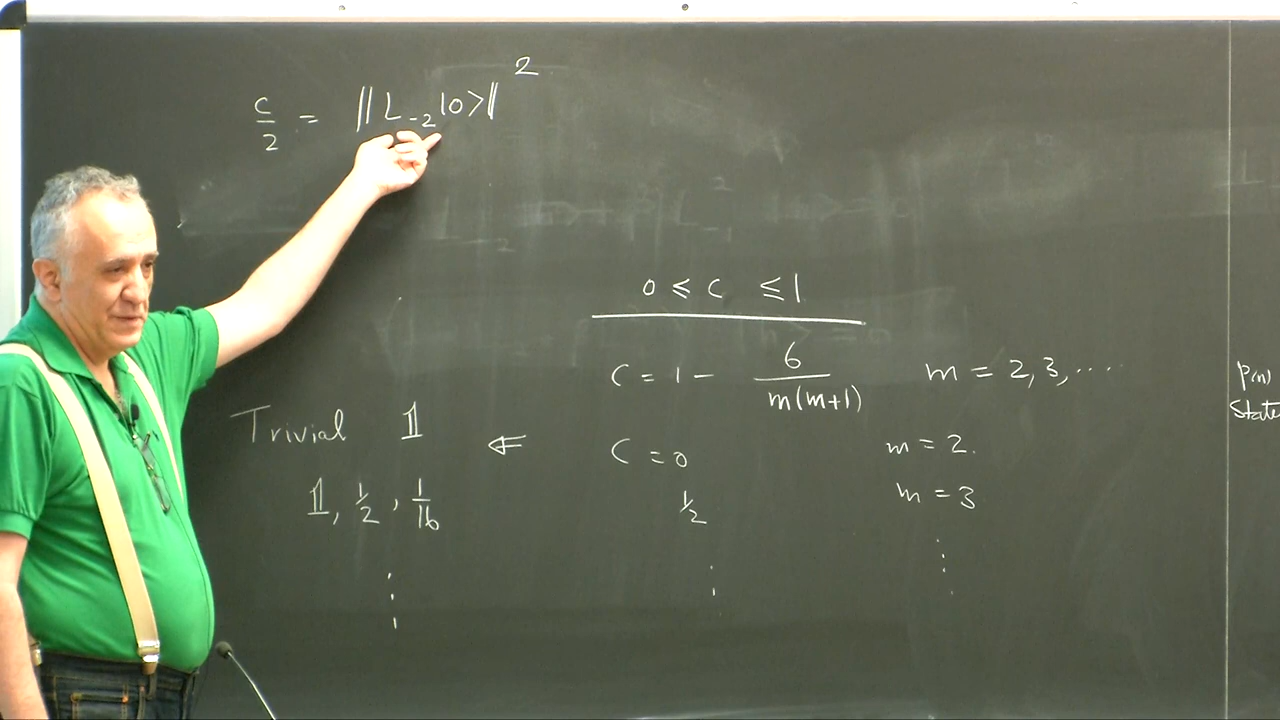 c/2 = ‖ L₋₂ |0> ‖²
0 ≤ c ≤ 1
C = 1 - 6/m(m+1) m = 2, 3, ....
Trivial 𝟙 ⇐ C = 0 m = 2.
𝟙, 1/2, 1/16 1/2 m = 3
⋮ ⋮ ⋮
p(n)
State